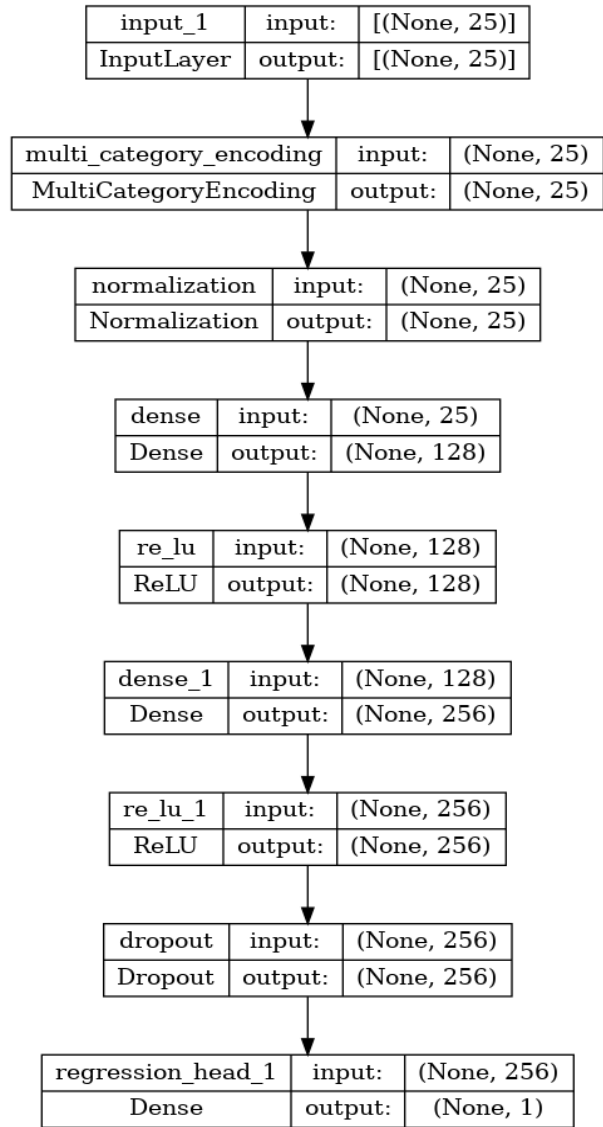 input_1 input: [(None, 25)]
InputLayer output: [(None, 25)]
multi_category_encoding input: (None, 25)
MultiCategoryEncoding output: (None, 25)
normalization input: (None, 25)
Normalization output: (None, 25)
dense input: (None, 25)
Dense output: (None, 128)
re_lu input: (None, 128)
ReLU output: (None, 128)
dense_1 input: (None, 128)
Dense output: (None, 256)
re_lu_1 input: (None, 256)
ReLU output: (None, 256)
dropout input: (None, 256)
Dropout output: (None, 256)
regression_head_1 input: (None, 256)
Dense output: (None, 1)